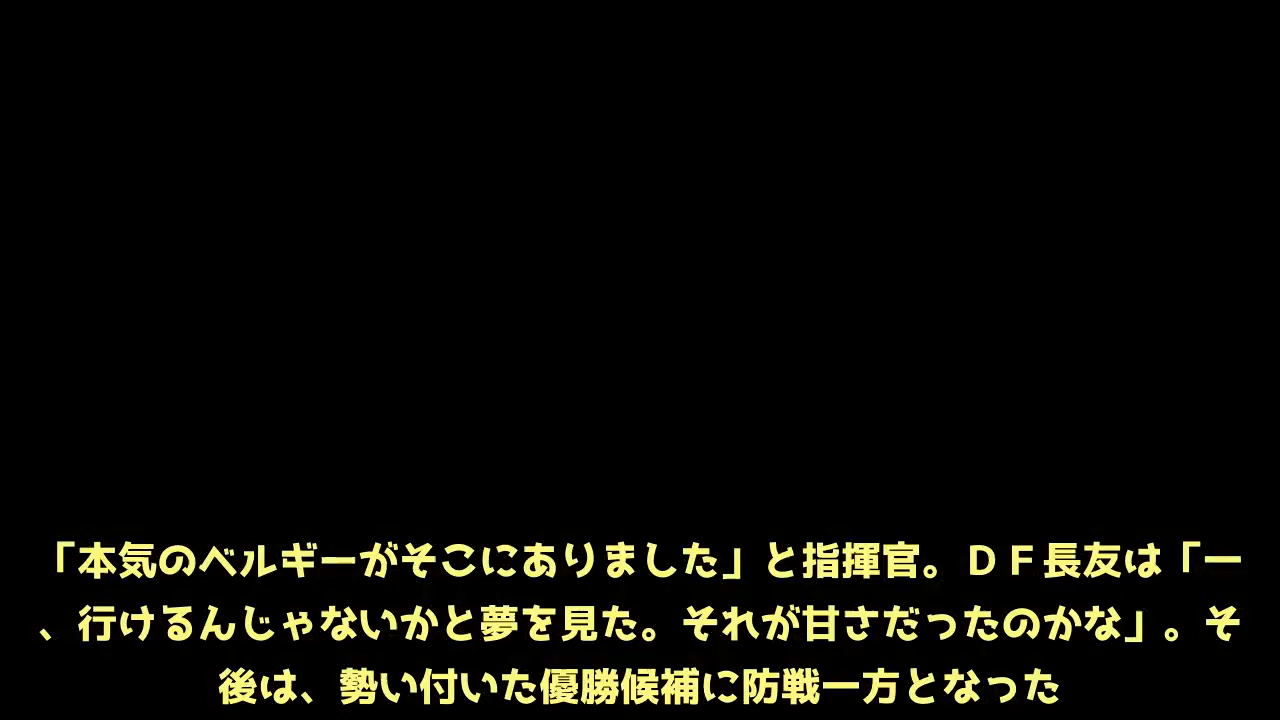 「本気のベルギーがそこにありました」と指揮官。ＤＦ長友は「一
、行けるんじゃないかと夢を見た。それが甘さだったのかな」。そ
後は、勢い付いた優勝候補に防戦一方となった